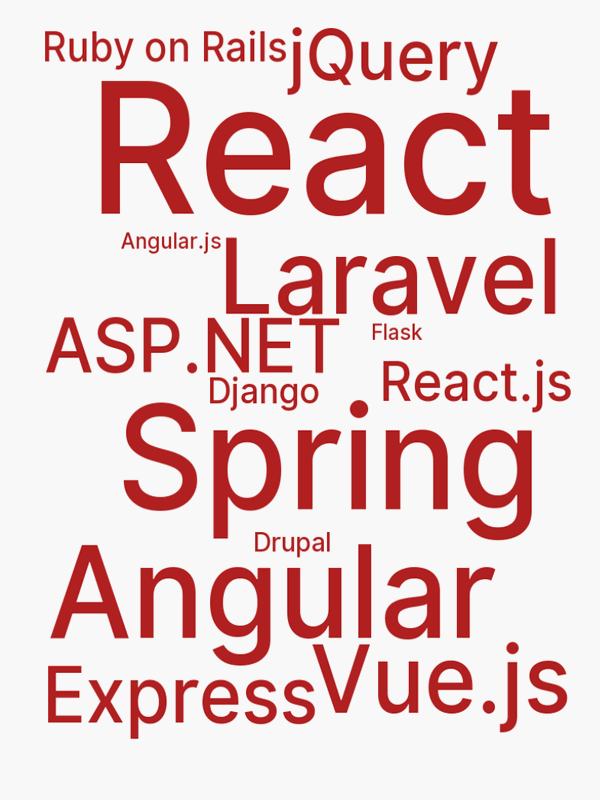 Ruby on Rails
jQuery
React
Angular.js
Laravel
ASP.NET
Flask
Django
React.js
Spring
Drupal
Angular
Vue.js
Express